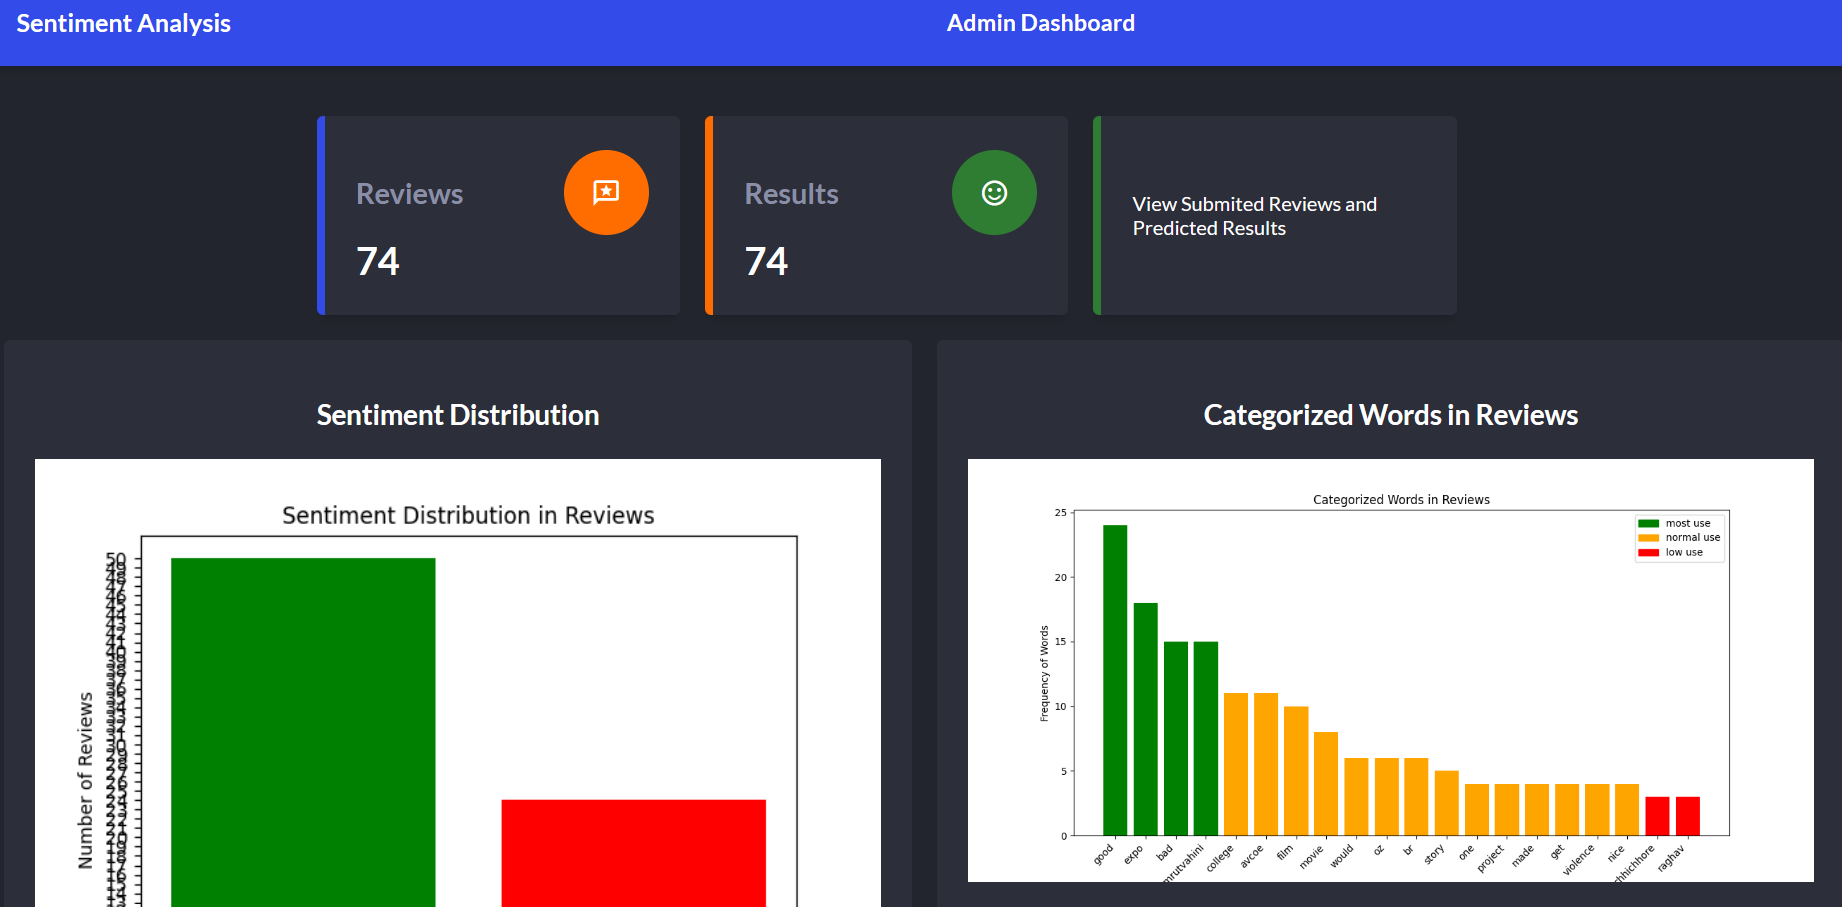 Sentiment Analysis
Admin Dashboard
Reviews
74
Results
74
View Submited Reviews and
Predicted Results
Sentiment Distribution
Sentiment Distribution in Reviews
50
49
48
47
46
45
44
43
42
41
40
39
38
37
36
35
34
33
32
31
30
29
28
27
26
25
24
23
22
21
20
19
18
17
16
15
14
13
Number of Reviews
Categorized Words in Reviews
Categorized Words in Reviews
most use
normal use
low use
25
20
15
10
5
0
Frequency of Words
good
expo
bad
mrutvahini
college
avcoe
film
movie
would
oz
br
story
one
project
made
get
violence
nice
chhichhore
raghav